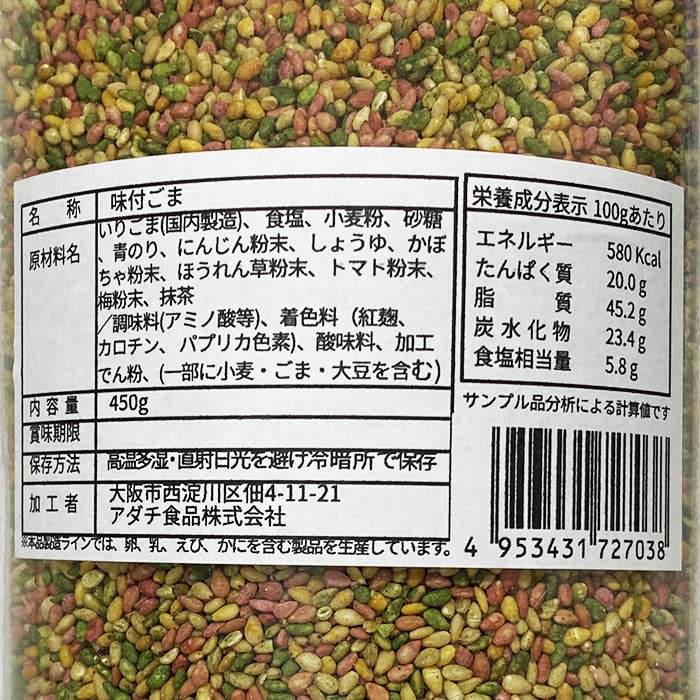 名 称 味付ごま
原材料名 いりごま(国内製造)、食塩、小麦粉、砂糖
、青のり、にんじん粉末、しょうゆ、かぼ
ちゃ粉末、ほうれん草粉末、トマト粉末、
梅粉末、抹茶
／調味料(アミノ酸等)、着色料（紅麹、
カロチン、パプリカ色素)、酸味料、加工
でん粉、(一部に小麦・ごま・大豆を含む)
内容量 450g
賞味期限
保存方法 高温多湿・直射日光を避け冷暗所で保存
加工者 大阪市西淀川区佃4-11-21
アダチ食品株式会社
※本品製造ラインでは、卵、乳、えび、かにを含む製品を生産しています。
栄養成分表示 100gあたり
エネルギー 580 Kcal
たんぱく質 20.0 g
脂 質 45.2 g
炭水化物 23.4 g
食塩相当量 5.8 g
サンプル品分析による計算値です
4 953431 727038